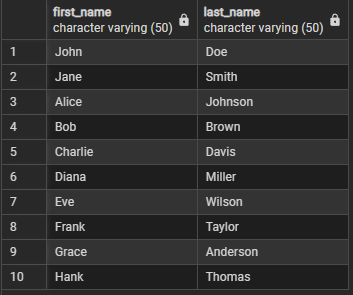 first_name last_name
character varying (50) character varying (50)
1 John Doe
2 Jane Smith
3 Alice Johnson
4 Bob Brown
5 Charlie Davis
6 Diana Miller
7 Eve Wilson
8 Frank Taylor
9 Grace Anderson
10 Hank Thomas